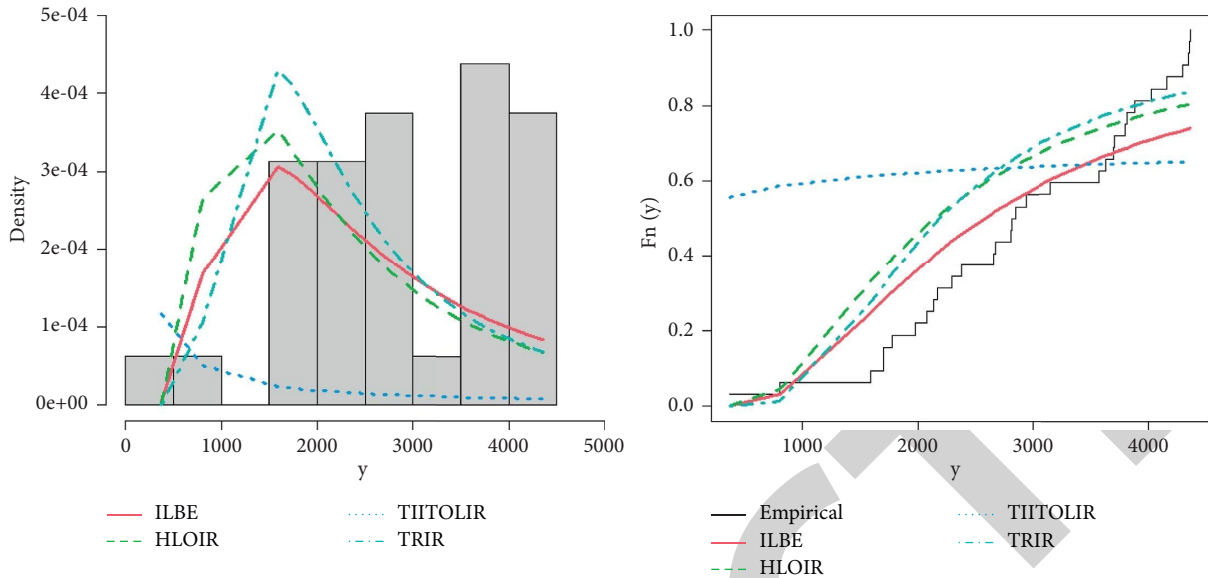 5e-04
4e-04
3e-04
2e-04
1e-04
0e+00
Density
0 1000 2000 3000 4000 5000
y
ILBE
HLOIR
TIITOLIR
TRIR
1.0
0.8
0.6
0.4
0.2
0.0
Fn (y)
1000 2000 3000 4000
y
Empirical
ILBE
HLOIR
TIITOLIR
TRIR